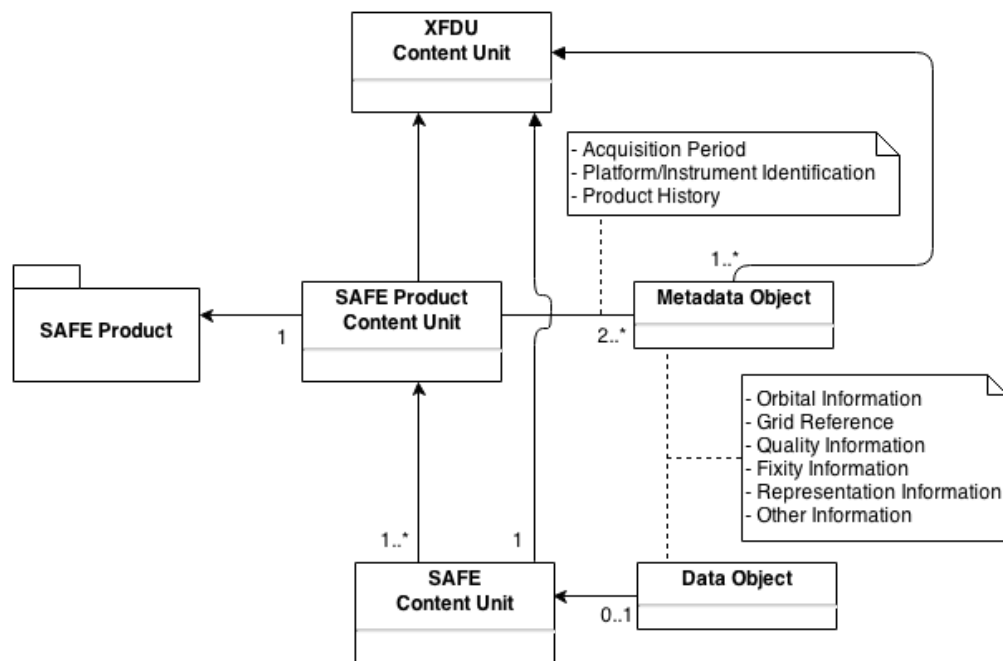 XFDU
Content Unit
- Acquisition Period
- Platform/Instrument Identification
- Product History
1..*
SAFE Product
SAFE Product
Content Unit
Metadata Object
1
2..*
- Orbital Information
- Grid Reference
- Quality Information
- Fixity Information
- Representation Information
- Other Information
1..*
1
SAFE
Content Unit
Data Object
0..1